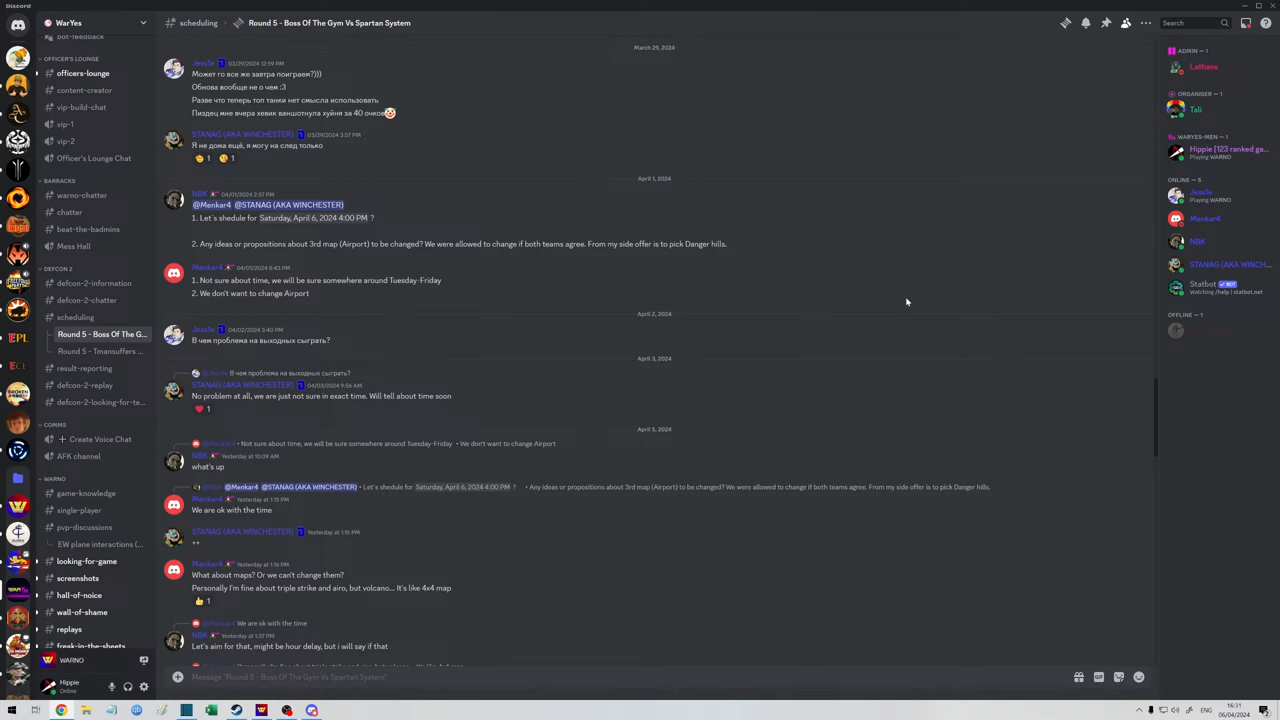 Discord
WarYes
scheduling
Round 5 - Boss Of The Gym Vs Spartan System
Search
bot-feedback
OFFICER'S LOUNGE
officers-lounge
content-creator
vip-build-chat
vip-1
vip-2
Officer's Lounge Chat
BARRACKS
warno-chatter
chatter
beat-the-badmins
Mess Hall
DEFCON 2
defcon-2-information
defcon-2-chatter
scheduling
Round 5 - Boss Of The G...
Round 5 - Tmansuffers ...
result-reporting
defcon-2-replay
defcon-2-looking-for-te...
COMMS
Create Voice Chat
AFK channel
WARNO
game-knowledge
single-player
pvp-discussions
EW plane interactions (...
looking-for-game
screenshots
hall-of-noice
wall-of-shame
replays
freak-in-the-sheets
WARNO
Hippie
Online
March 29, 2024
Jess1e 03/29/2024 12:59 PM
Может го все же завтра поиграем?)))
Обнова вообще не о чем :3
Разве что теперь топ танки нет смысла использовать
Пиздец мне вчера хевик ваншотнула хуйня за 40 очков
STANAG (AKA WINCHESTER) 03/29/2024 3:57 PM
Я не дома ещё, я могу на след только
1 1
April 1, 2024
NBK 04/01/2024 2:57 PM
@Menkar4 @STANAG (AKA WINCHESTER)
1. Let`s shedule for Saturday, April 6, 2024 4:00 PM ?
2. Any ideas or propositions about 3rd map (Airport) to be changed? We were allowed to change if both teams agree. From my side offer is to pick Danger hills.
Menkar4 04/01/2024 5:43 PM
1. Not sure about time, we will be sure somewhere around Tuesday-Friday
2. We don't want to change Airport
April 2, 2024
Jess1e 04/02/2024 3:40 PM
В чем проблема на выходных сыграть?
April 3, 2024
@Jess1e В чем проблема на выходных сыграть?
STANAG (AKA WINCHESTER) 04/03/2024 9:56 AM
No problem at all, we are just not sure in exact time. Will tell about time soon
1
April 5, 2024
@Menkar4 • Not sure about time, we will be sure somewhere around Tuesday-Friday • We don't want to change Airport
NBK Yesterday at 10:09 AM
what's up
@NBK @Menkar4 @STANAG (AKA WINCHESTER) • Let`s shedule for Saturday, April 6, 2024 4:00 PM ? • Any ideas or propositions about 3rd map (Airport) to be changed? We were allowed to change if both teams agree. From my side offer is to pick Danger hills.
Menkar4 Yesterday at 1:15 PM
We are ok with the time
STANAG (AKA WINCHESTER) Yesterday at 1:15 PM
++
Menkar4 Yesterday at 1:16 PM
What about maps? Or we can't change them?
Personally I'm fine about triple strike and airo, but volcano... It's like 4x4 map
1
@Menkar4 We are ok with the time
NBK Yesterday at 1:37 PM
Let's aim for that, might be hour delay, but i will say if that
Message "Round 5 - Boss Of The Gym Vs Spartan System"
ADMIN — 1
Lathans
ORGANISER — 1
Tali
WARYES-MEN — 1
Hippie [123 ranked ga...
Playing WARNO
ONLINE — 5
Jess1e
Playing WARNO
Menkar4
NBK
STANAG (AKA WINCH...
Statbot BOT
Watching /help | statbot.net
OFFLINE — 1
ENG
16:31
06/04/2024